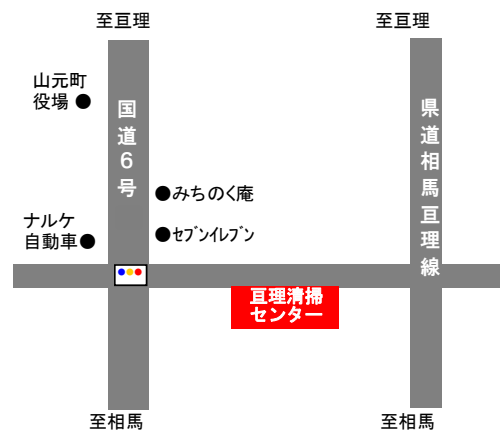 至亘理
至亘理
山元町
役場●
国道6号
県道相馬亘理線
●みちのく庵
ナルケ
自動車●
●ｾﾌﾞﾝｲﾚﾌﾞﾝ
亘理清掃
センター
至相馬
至相馬